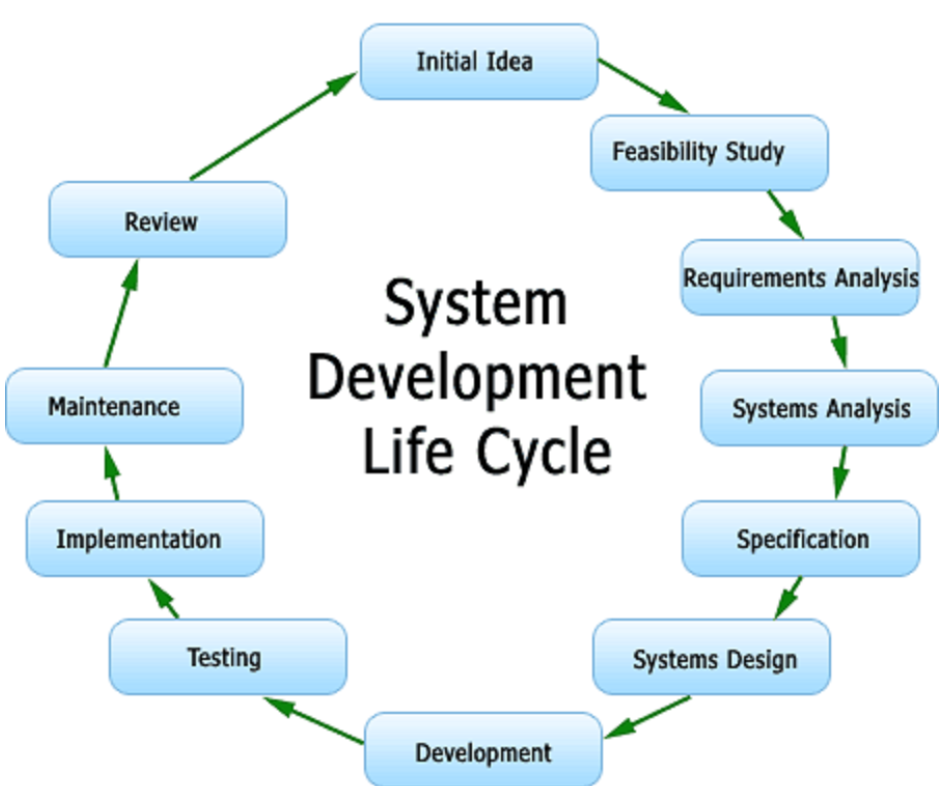 Initial Idea
Feasibility Study
Requirements Analysis
Systems Analysis
Specification
Systems Design
Development
Testing
Implementation
Maintenance
Review
System
Development
Life Cycle